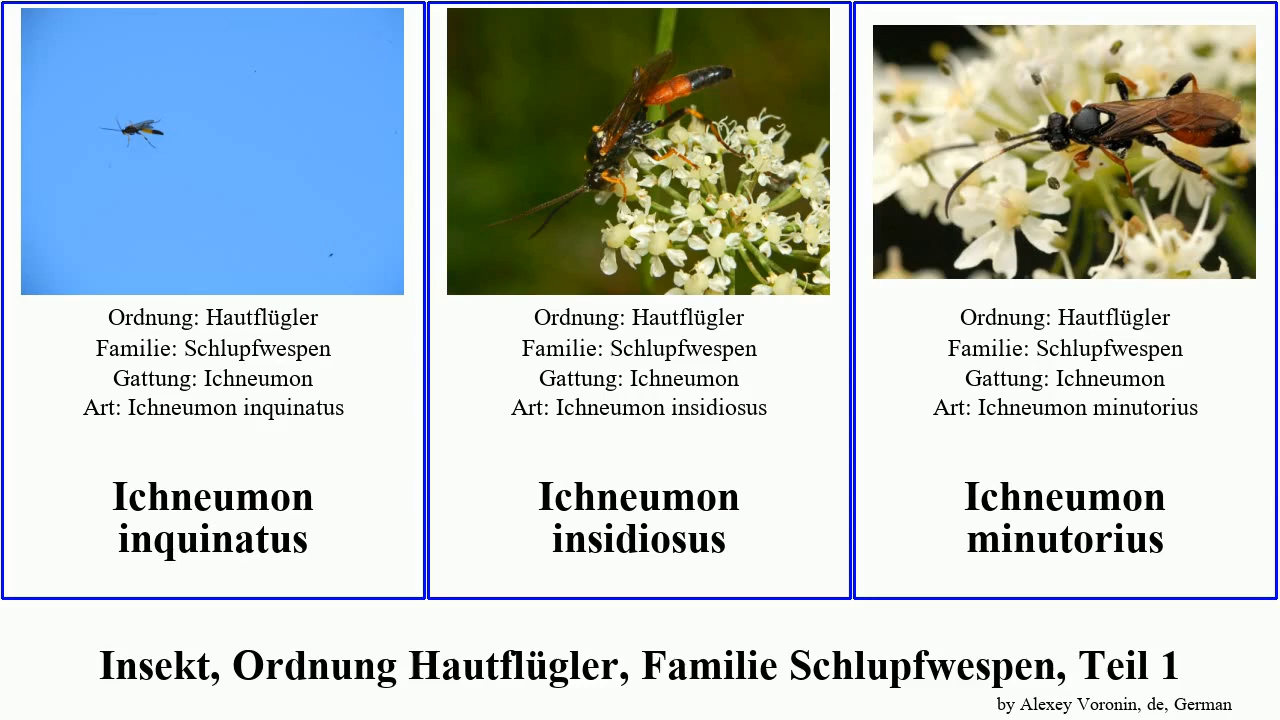 Ordnung: Hautflügler
Familie: Schlupfwespen
Gattung: Ichneumon
Art: Ichneumon inquinatus
Ichneumon
inquinatus
Ordnung: Hautflügler
Familie: Schlupfwespen
Gattung: Ichneumon
Art: Ichneumon insidiosus
Ichneumon
insidiosus
Ordnung: Hautflügler
Familie: Schlupfwespen
Gattung: Ichneumon
Art: Ichneumon minutorius
Ichneumon
minutorius
Insekt, Ordnung Hautflügler, Familie Schlupfwespen, Teil 1
by Alexey Voronin, de, German